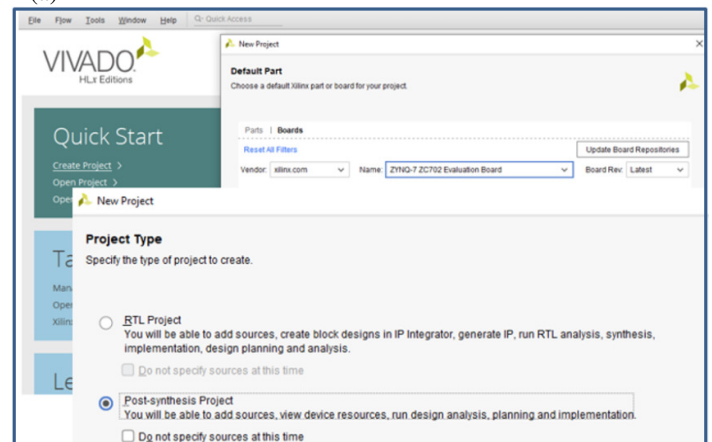 File Flow Tools Window Help Q- Quick Access
VIVADO
HLx Editions
New Project
Default Part
Choose a default Xilinx part or board for your project.
Parts | Boards
Reset All Filters
Update Board Repositories
Vendor: xilinx.com Name: ZYNQ-7 ZC702 Evaluation Board Board Rev: Latest
Quick Start
Create Project >
Open Project >
Ope
New Project
Project Type
Specify the type of project to create.
Ta
Man
Ope
Xilin
RTL Project
You will be able to add sources, create block designs in IP Integrator, generate IP, run RTL analysis, synthesis,
implementation, design planning and analysis.
Do not specify sources at this time
Le
Post-synthesis Project
You will be able to add sources, view device resources, run design analysis, planning and implementation.
Do not specify sources at this time